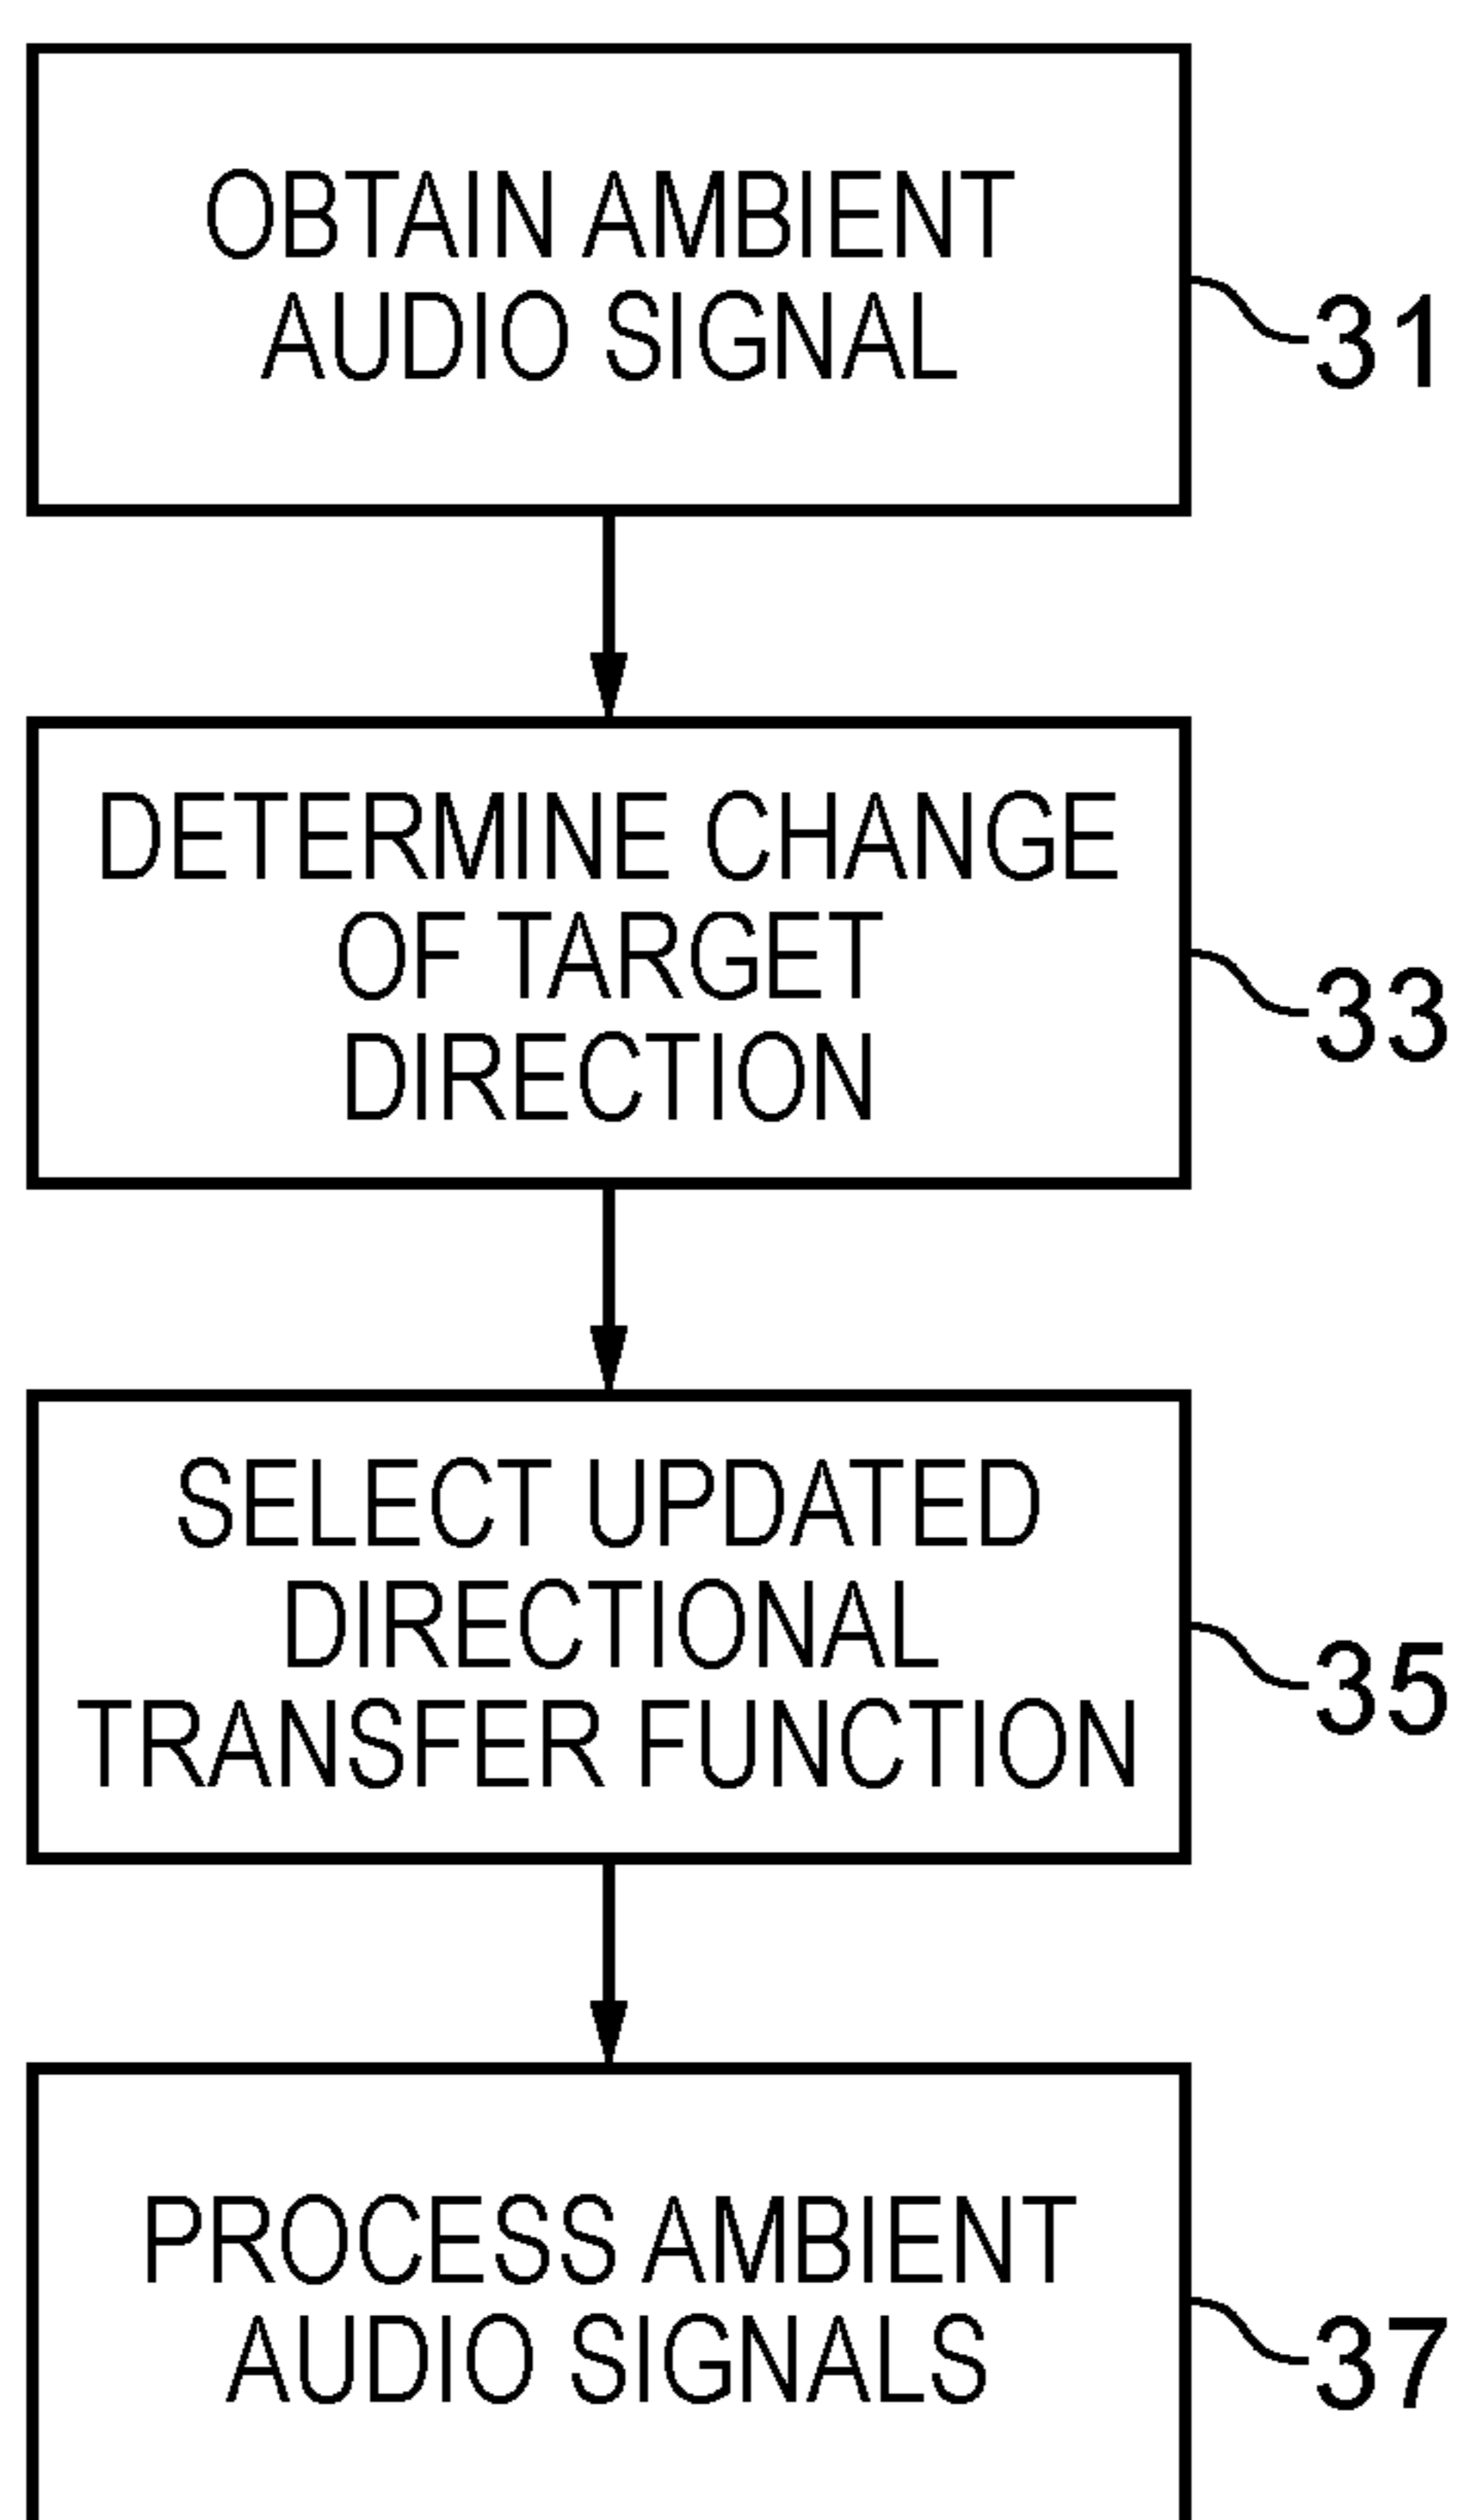 OBTAIN AMBIENT
AUDIO SIGNAL
31
DETERMINE CHANGE
OF TARGET
DIRECTION
33
SELECT UPDATED
DIRECTIONAL
TRANSFER FUNCTION
35
PROCESS AMBIENT
AUDIO SIGNALS
37